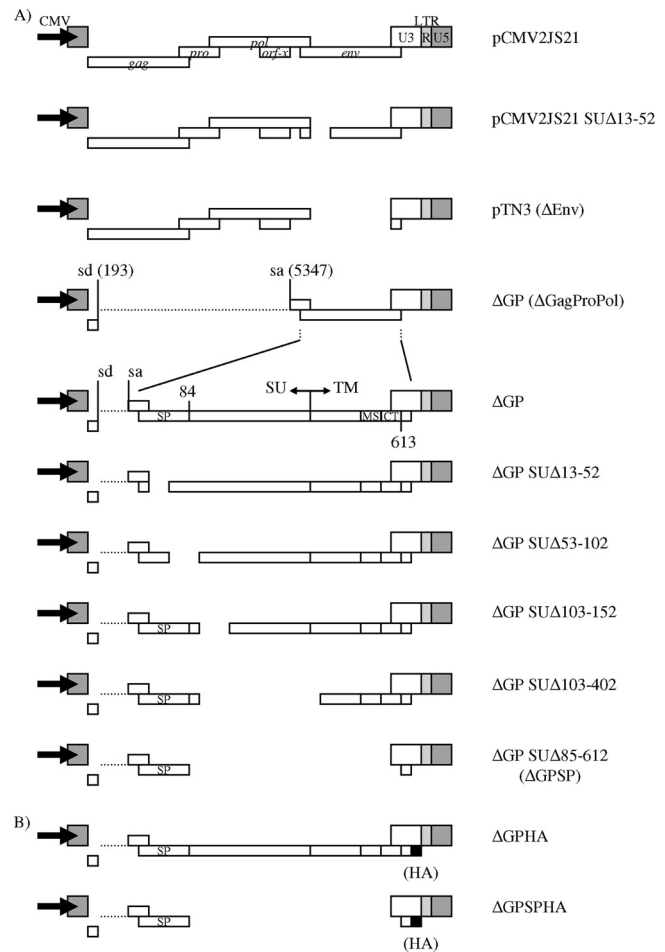 A)
CMV LTR
U3 R U5 pCMV2JS21
pol
gag pro orf-x env
pCMV2JS21 SUΔ13-52
pTN3 (ΔEnv)
sd (193) sa (5347)
ΔGP (ΔGagProPol)
sd sa 84 SU TM
ΔGP
SP MS CT
613
ΔGP SUΔ13-52
ΔGP SUΔ53-102
ΔGP SUΔ103-152
SP
ΔGP SUΔ103-402
SP
ΔGP SUΔ85-612
SP (ΔGPSP)
B)
ΔGPHA
SP
(HA)
ΔGPSPHA
SP
(HA)